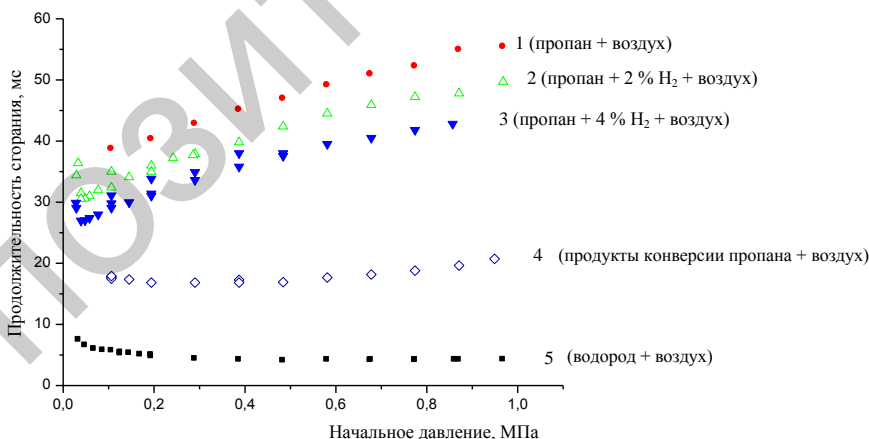 60
50
40
30
20
10
0
Продолжительность сгорания, мс
0,0 0,2 0,4 0,6 0,8 1,0
Начальное давление, МПа
1 (пропан + воздух)
2 (пропан + 2 % H₂ + воздух)
3 (пропан + 4 % H₂ + воздух)
4 (продукты конверсии пропана + воздух)
5 (водород + воздух)
ПОЗИТ